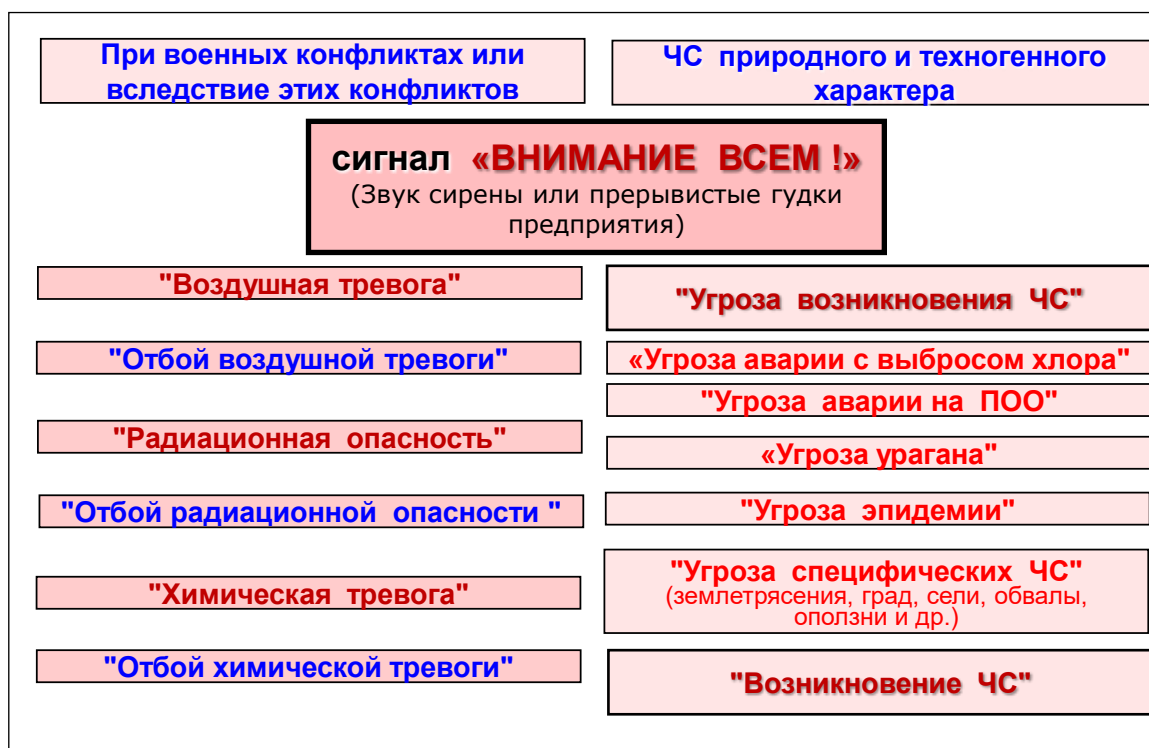 При военных конфликтах или
вследствие этих конфликтов
ЧС природного и техногенного
характера
сигнал «ВНИМАНИЕ ВСЕМ !»
(Звук сирены или прерывистые гудки
предприятия)
"Воздушная тревога"
"Отбой воздушной тревоги"
"Радиационная опасность"
"Отбой радиационной опасности "
"Химическая тревога"
"Отбой химической тревоги"
"Угроза возникновения ЧС"
«Угроза аварии с выбросом хлора"
"Угроза аварии на ПОО"
«Угроза урагана"
"Угроза эпидемии"
"Угроза специфических ЧС"
(землетрясения, град, сели, обвалы,
оползни и др.)
"Возникновение ЧС"